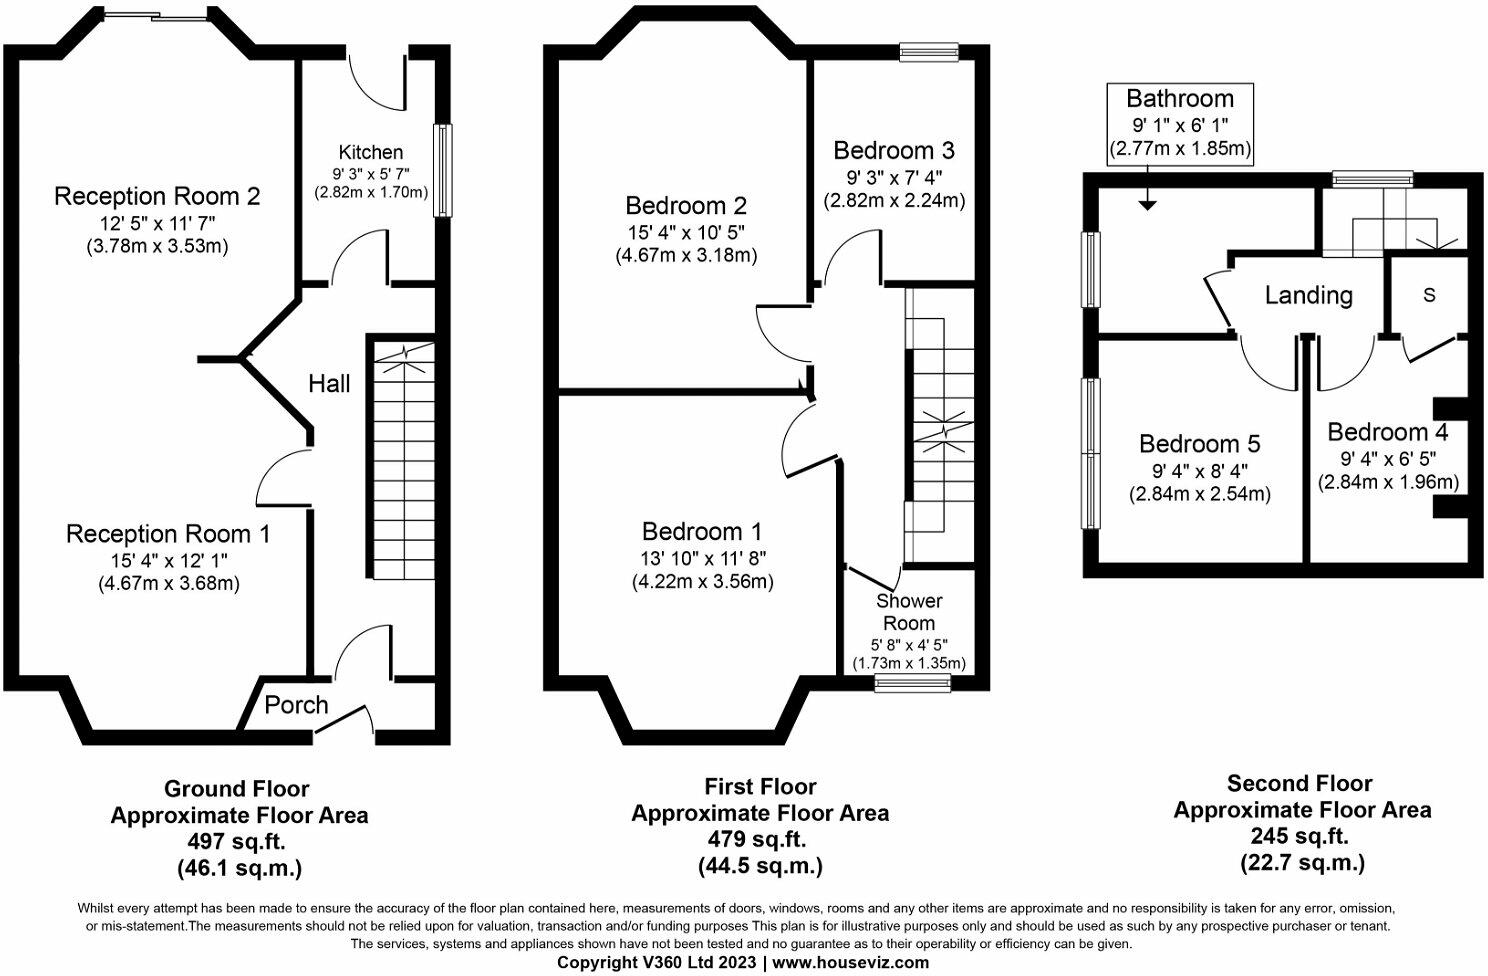 Reception Room 2
12' 5" x 11' 7"
(3.78m x 3.53m)
Kitchen
9' 3" x 5' 7"
(2.82m x 1.70m)
Hall
Reception Room 1
15' 4" x 12' 1"
(4.67m x 3.68m)
Porch
Ground Floor
Approximate Floor Area
497 sq.ft.
(46.1 sq.m.)
Bedroom 2
15' 4" x 10' 5"
(4.67m x 3.18m)
Bedroom 3
9' 3" x 7' 4"
(2.82m x 2.24m)
Bedroom 1
13' 10" x 11' 8"
(4.22m x 3.56m)
Shower
Room
5' 8" x 4' 5"
(1.73m x 1.35m)
First Floor
Approximate Floor Area
479 sq.ft.
(44.5 sq.m.)
Bathroom
9' 1" x 6' 1"
(2.77m x 1.85m)
Landing
S
Bedroom 5
9' 4" x 8' 4"
(2.84m x 2.54m)
Bedroom 4
9' 4" x 6' 5"
(2.84m x 1.96m)
Second Floor
Approximate Floor Area
245 sq.ft.
(22.7 sq.m.)
Whilst every attempt has been made to ensure the accuracy of the floor plan contained here, measurements of doors, windows, rooms and any other items are approximate and no responsibility is taken for any error, omission,
or mis-statement.The measurements should not be relied upon for valuation, transaction and/or funding purposes This plan is for illustrative purposes only and should be used as such by any prospective purchaser or tenant.
The services, systems and appliances shown have not been tested and no guarantee as to their operability or efficiency can be given.
Copyright V360 Ltd 2023 | www.houseviz.com